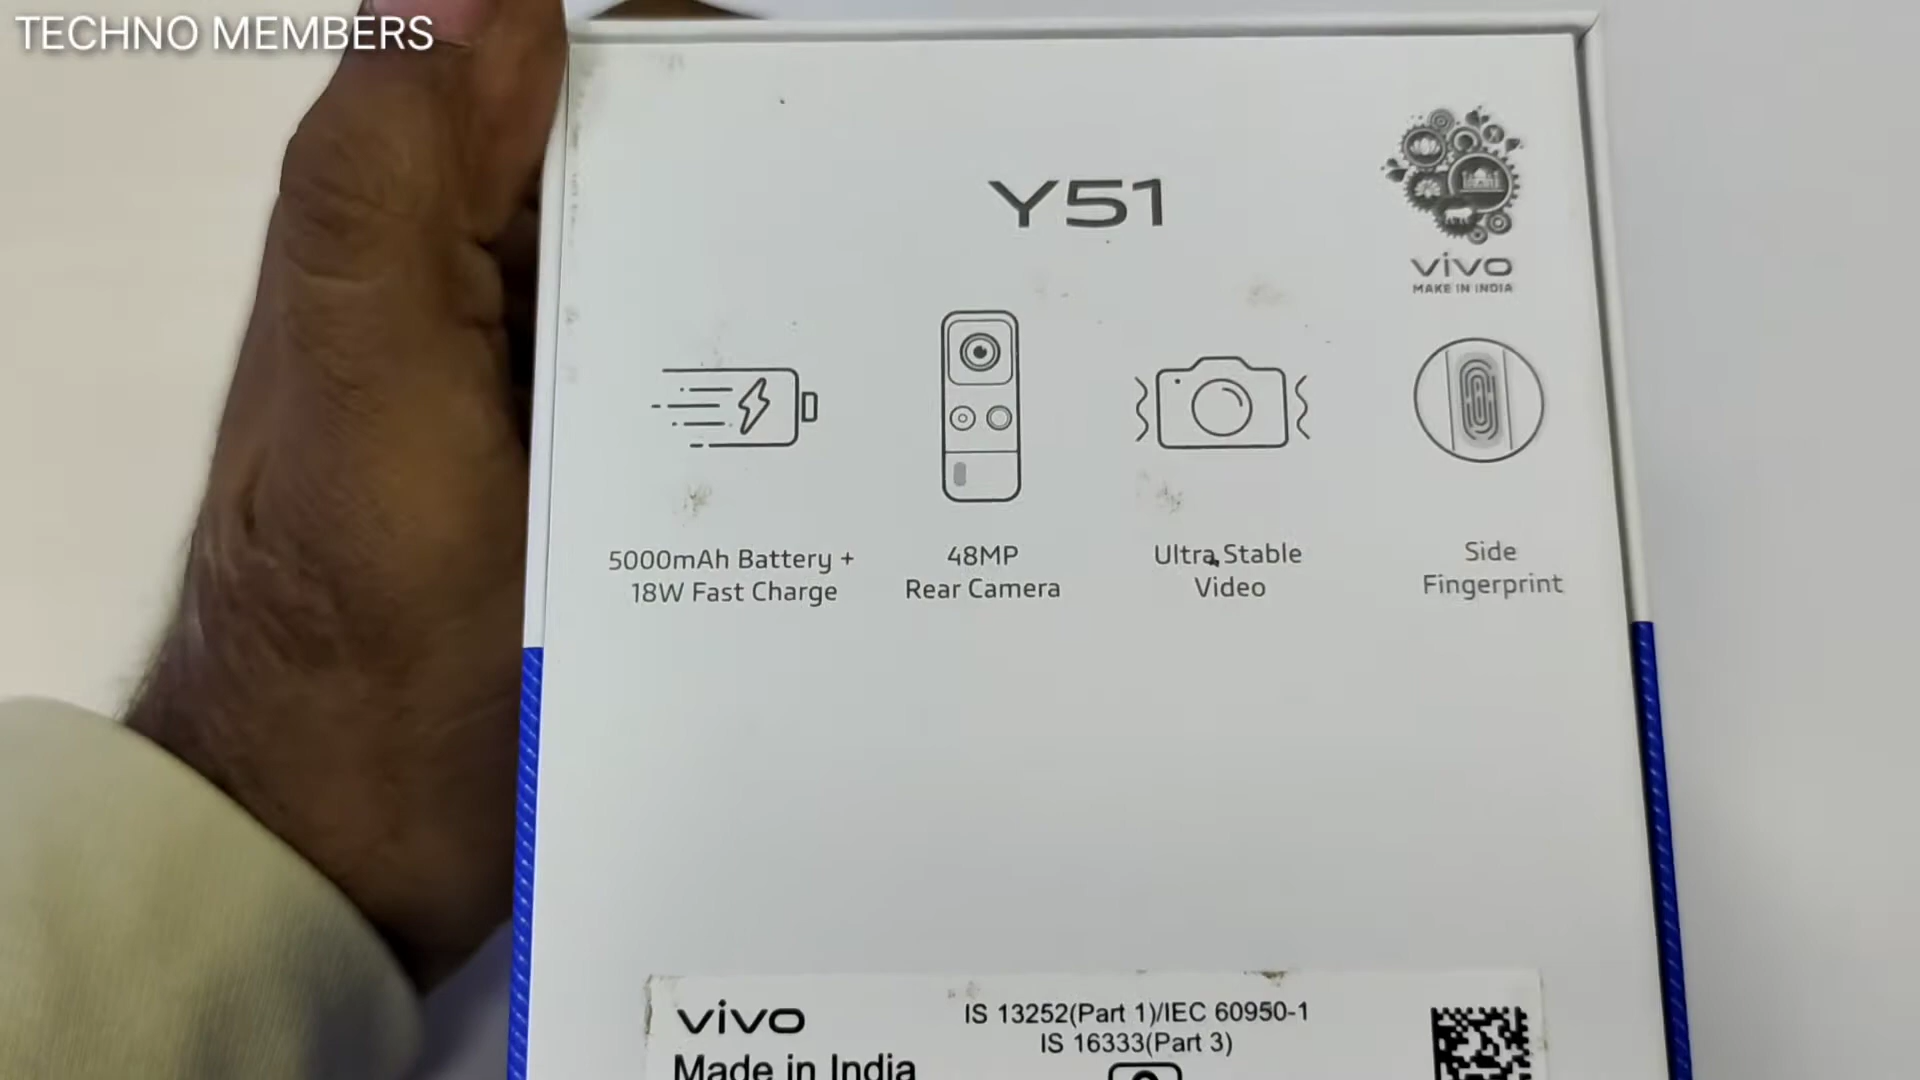 TECHNO MEMBERS
Y51
vivo
MAKE IN INDIA
5000mAh Battery +
18W Fast Charge
48MP
Rear Camera
Ultra Stable
Video
Side
Fingerprint
vivo
Made in India
IS 13252(Part 1)/IEC 60950-1
IS 16333(Part 3)